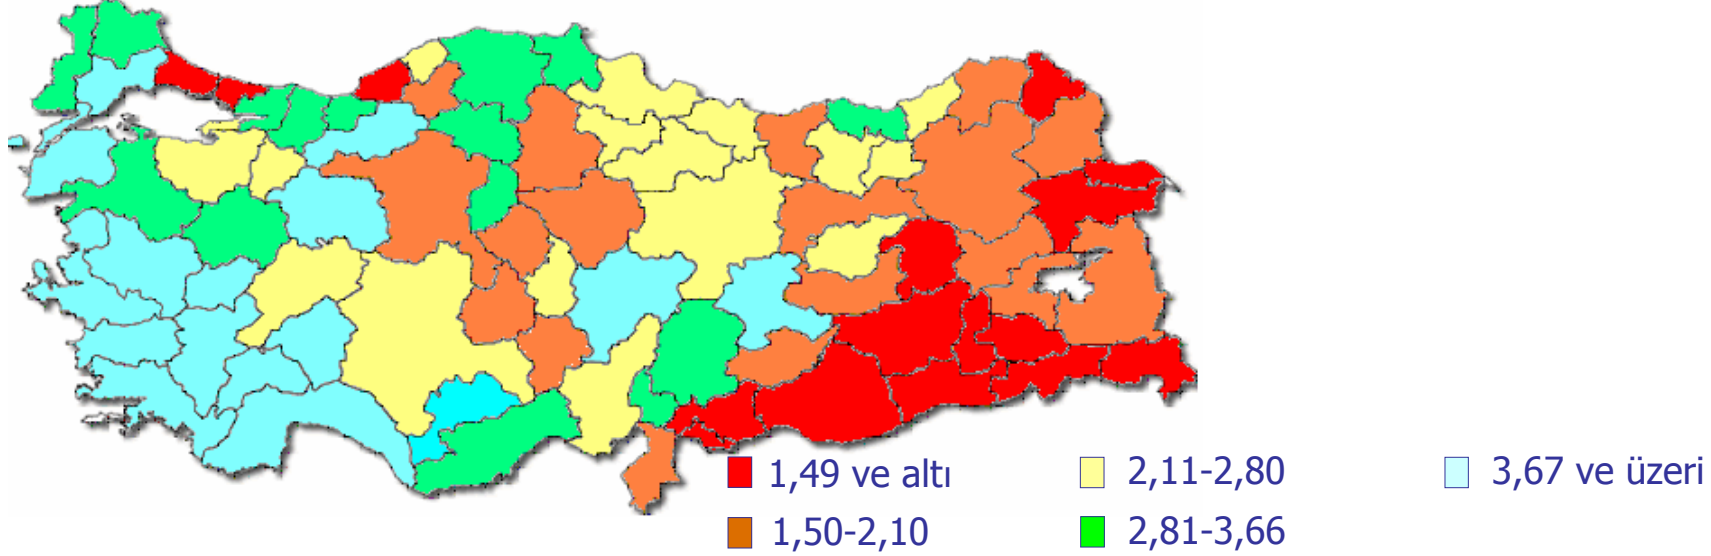 1,49 ve altı
2,11-2,80
3,67 ve üzeri
1,50-2,10
2,81-3,66